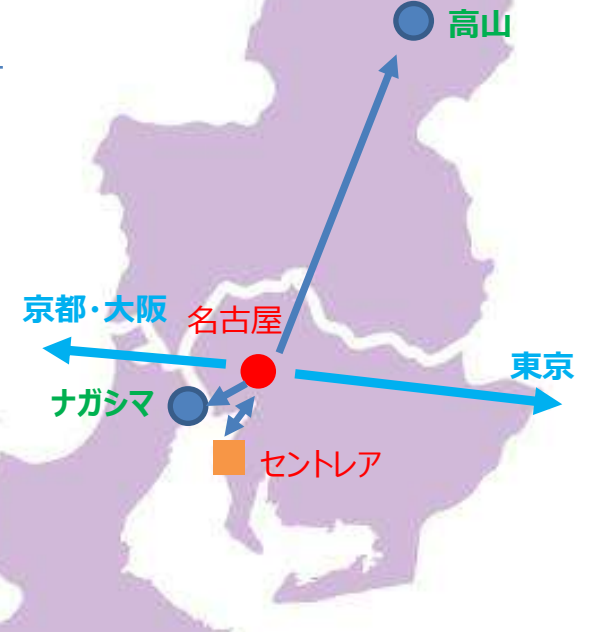 高山
京都・大阪
名古屋
東京
ナガシマ
セントレア